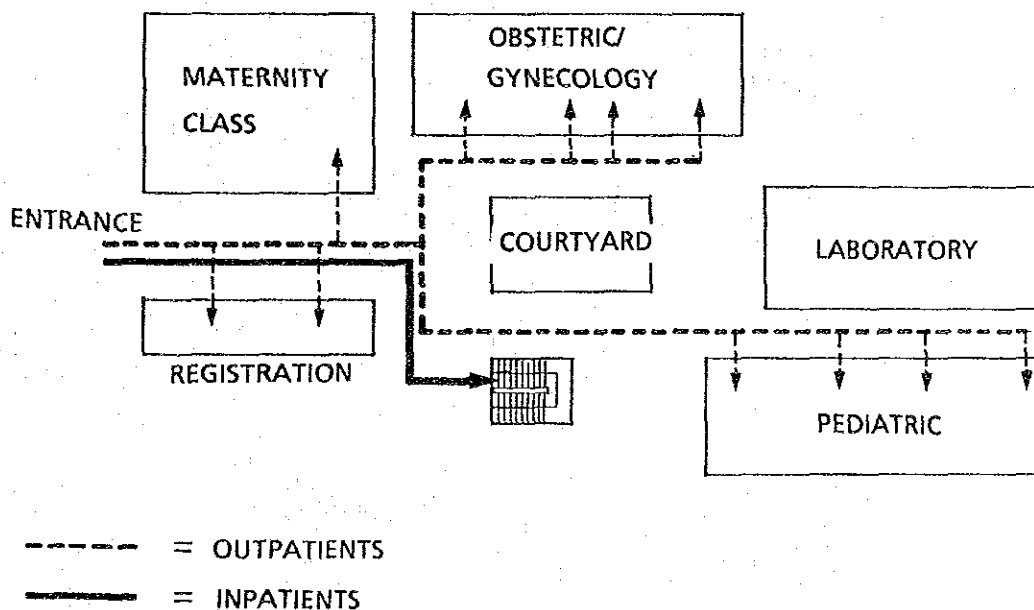 OBSTETRIC/
GYNECOLOGY
MATERNITY
CLASS
ENTRANCE
COURTYARD
LABORATORY
REGISTRATION
PEDIATRIC
= OUTPATIENTS
= INPATIENTS